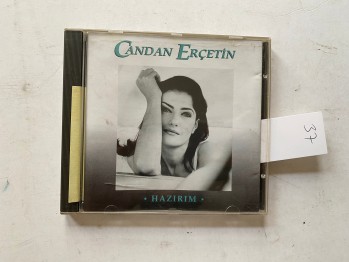 CANDAN ERÇETİN
• HAZIRIM •
37